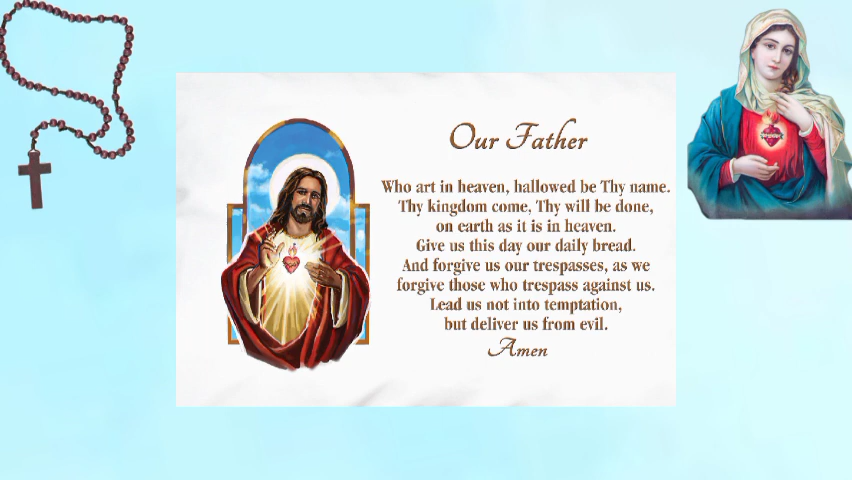 Our Father
Who art in heaven, hallowed be Thy name.
Thy kingdom come, Thy will be done,
on earth as it is in heaven.
Give us this day our daily bread.
And forgive us our trespasses, as we
forgive those who trespass against us.
Lead us not into temptation,
but deliver us from evil.
Amen